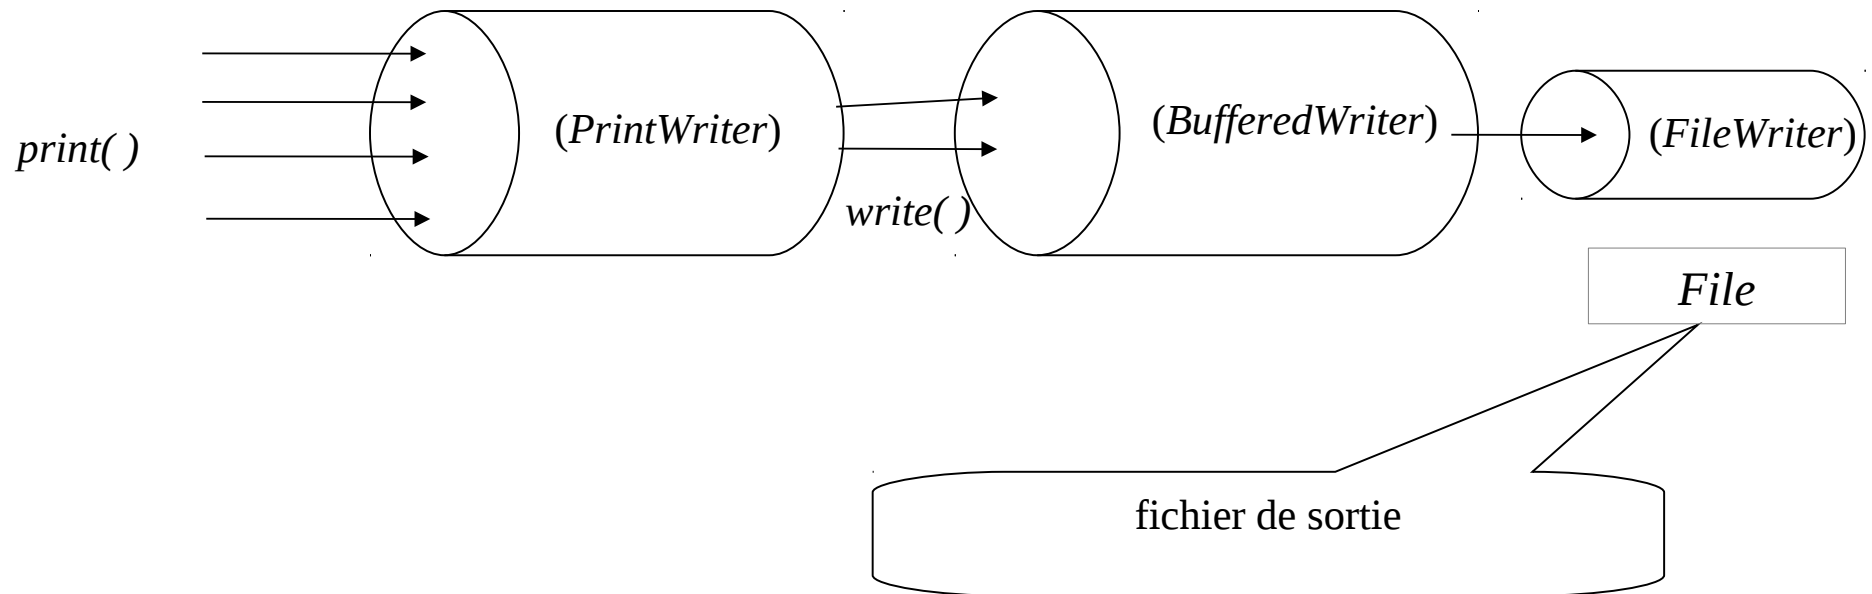 print( )
(PrintWriter)
write( )
(BufferedWriter)
(FileWriter)
File
fichier de sortie